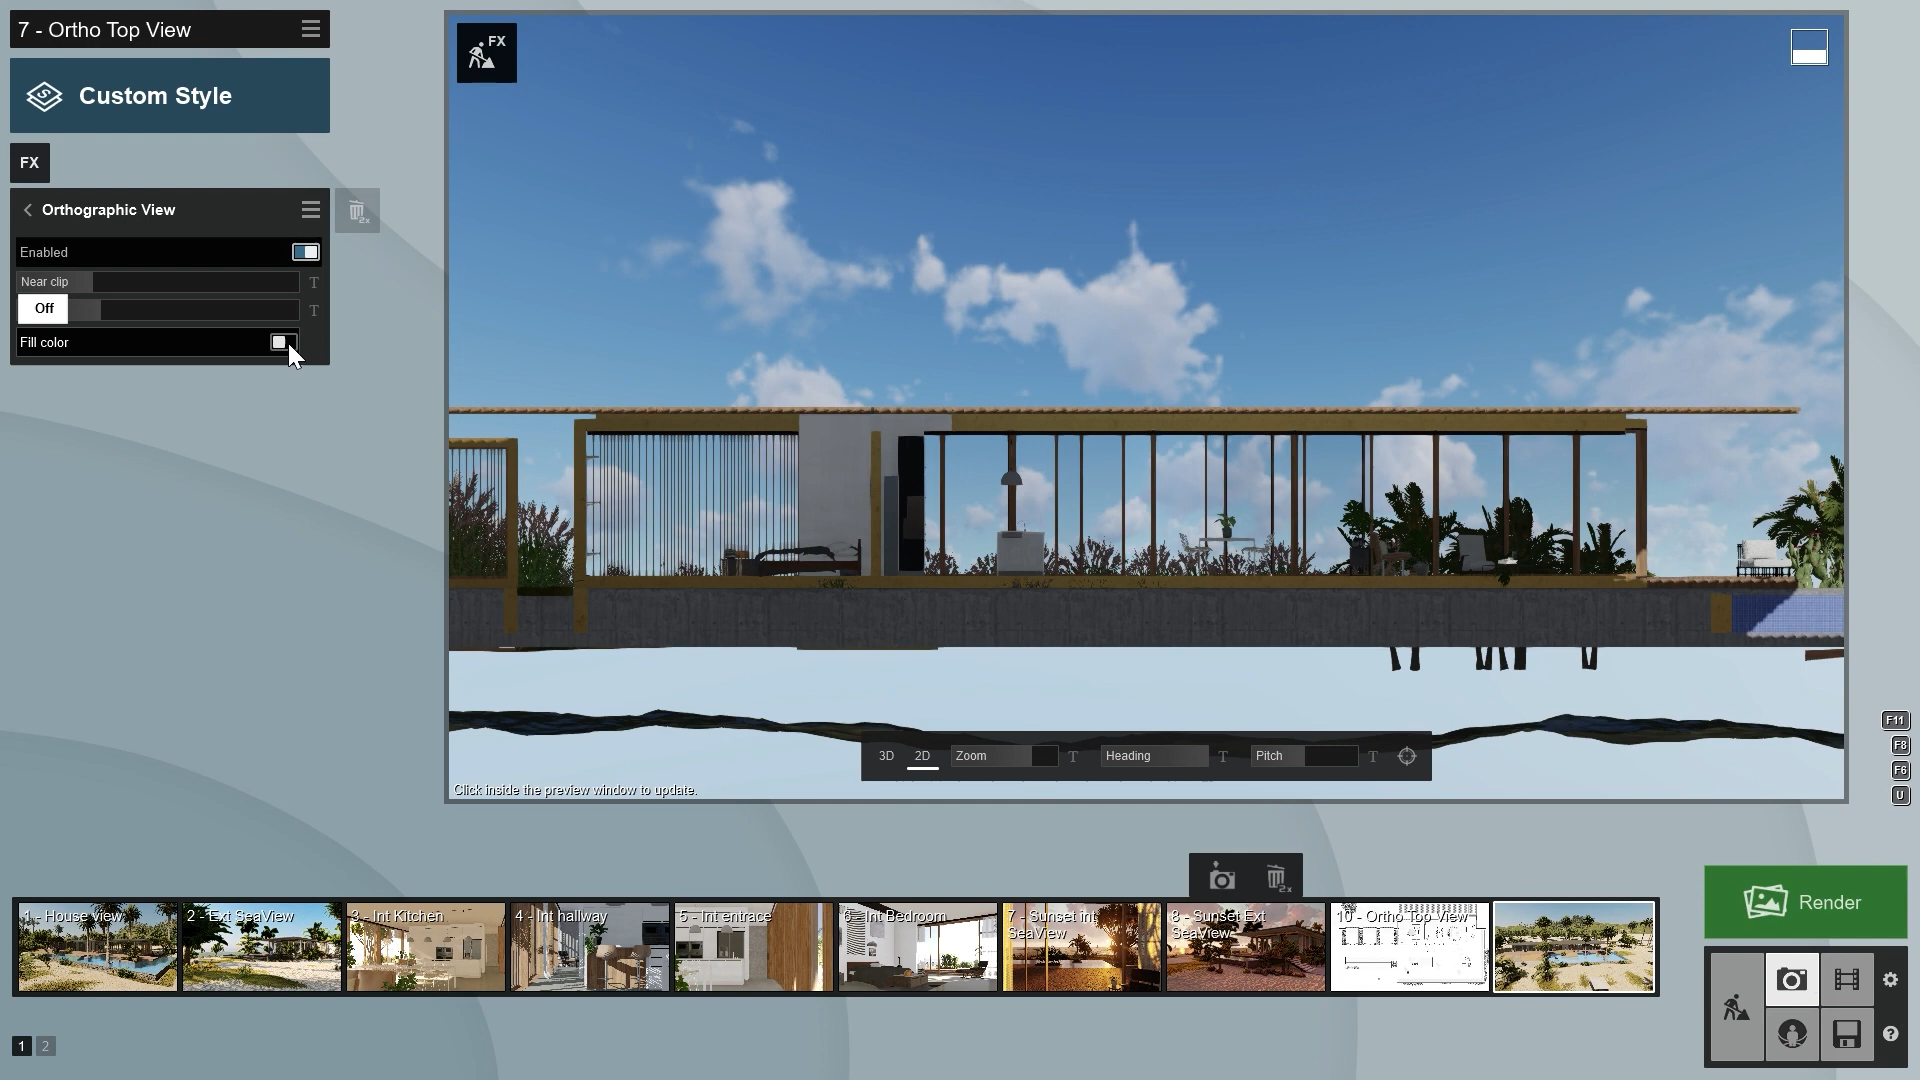 7 - Ortho Top View
Custom Style
FX
Orthographic View
2x
Enabled
Near clip
T
Off
T
Fill color
FX
3D
2D
Zoom
T
Heading
T
Pitch
T
Click inside the preview window to update.
F11
F8
F6
U
2x
1 - House view
2 - Ext SeaView
3 - Int Kitchen
4 - Int hallway
5 - Int entrace
6 - Int Bedroom
7 - Sunset int
SeaView
8 - Sunset Ext
SeaView
10 - Ortho Top View
Render
?
1
2